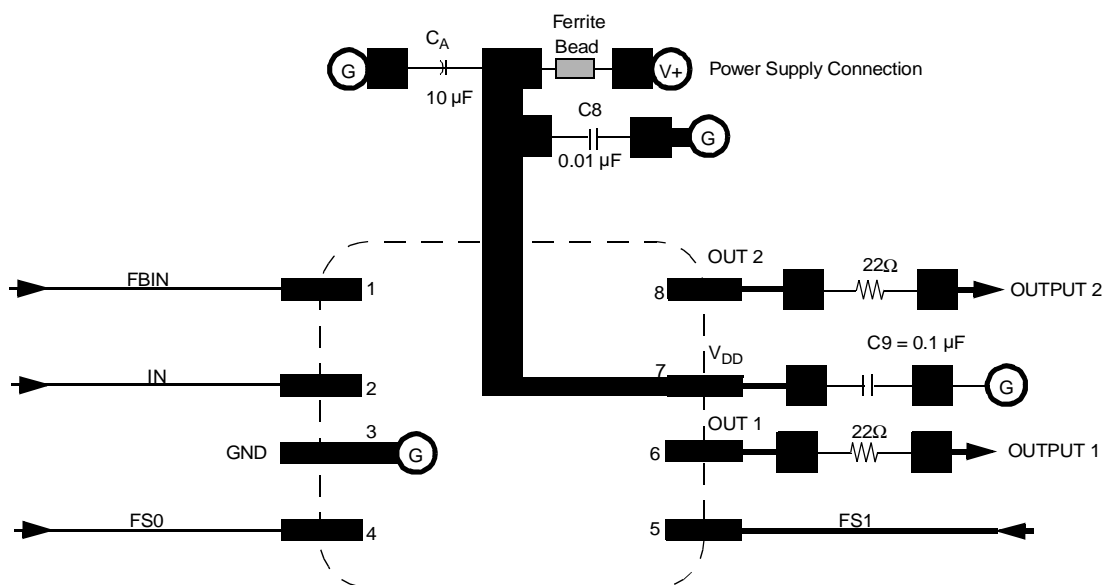 Ferrite
Bead
C_A
G
V+
Power Supply Connection
10 µF
C8
G
0.01 µF
OUT 2
22Ω
FBIN
1
8
OUTPUT 2
V_DD
C9 = 0.1 µF
IN
2
7
G
3
OUT 1
22Ω
GND
G
6
OUTPUT 1
FS0
4
5
FS1